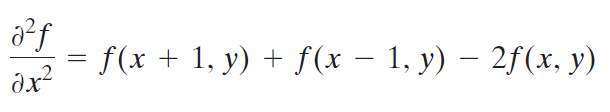 ∂²f/∂x² = f(x + 1, y) + f(x − 1, y) − 2f(x, y)